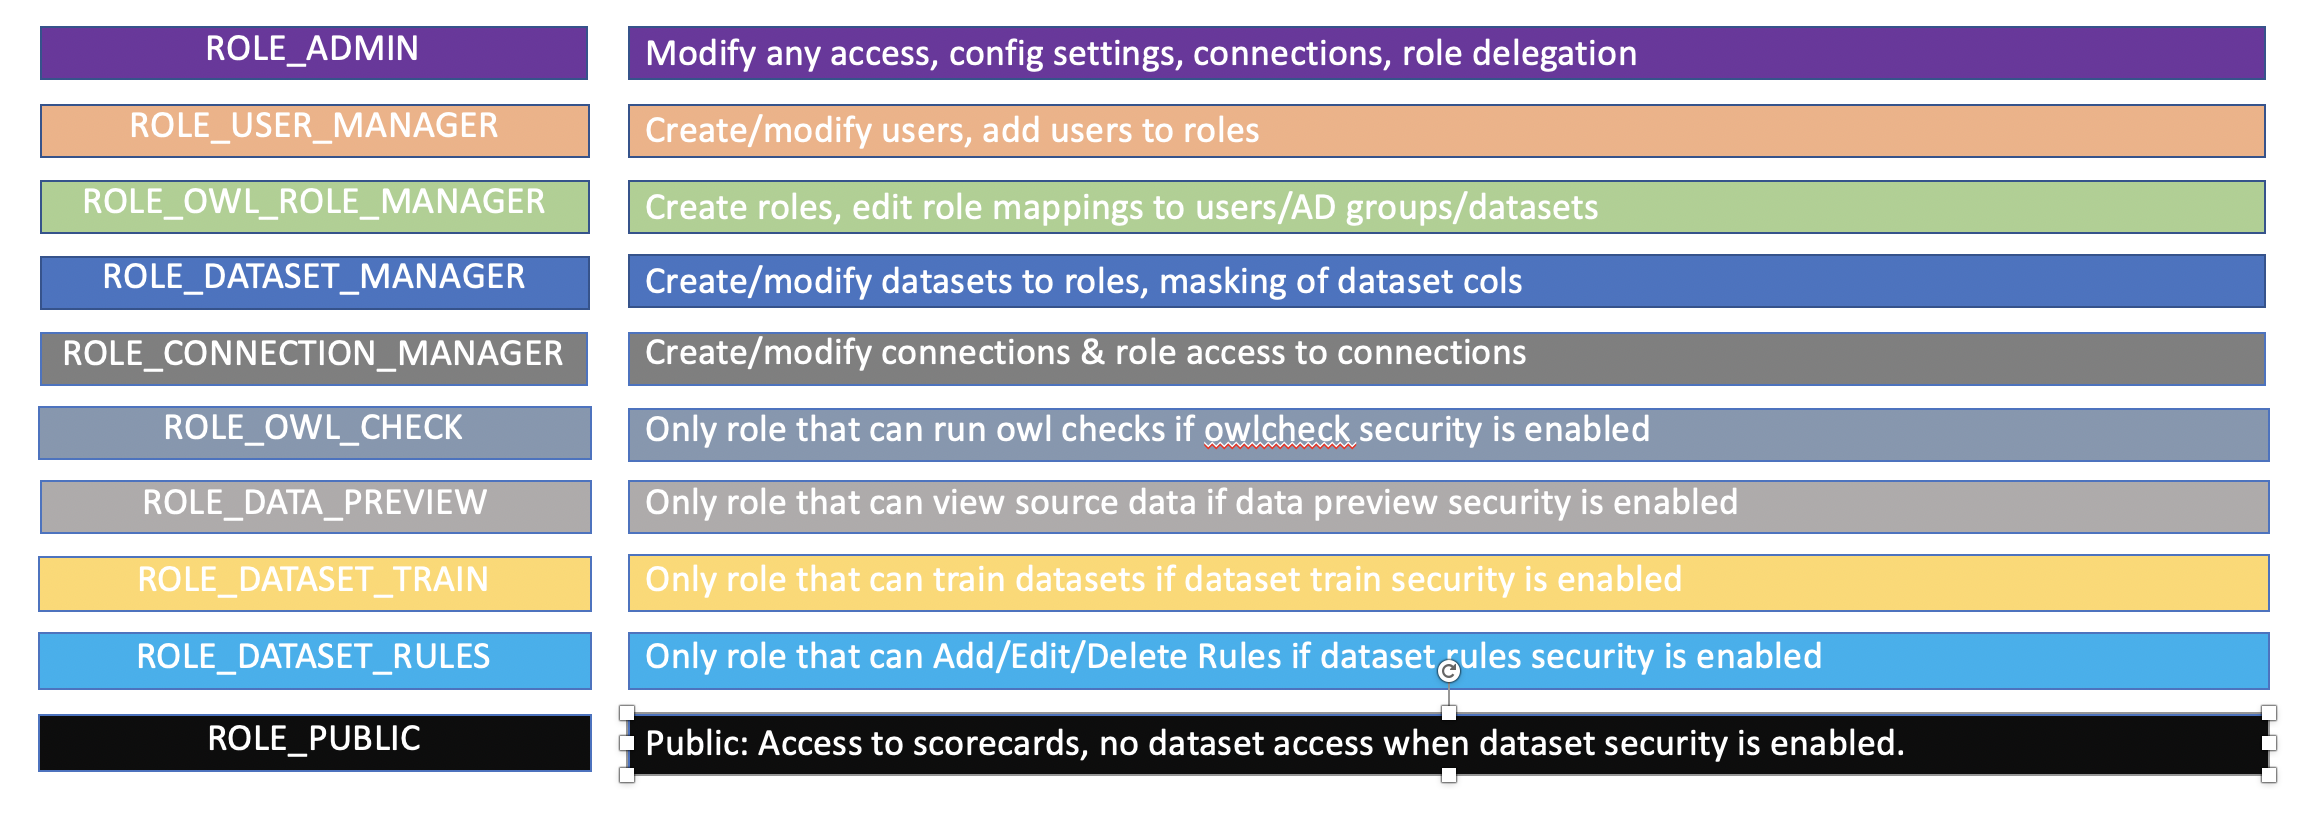 ROLE_ADMIN
Modify any access, config settings, connections, role delegation
ROLE_USER_MANAGER
Create/modify users, add users to roles
ROLE_OWL_ROLE_MANAGER
Create roles, edit role mappings to users/AD groups/datasets
ROLE_DATASET_MANAGER
Create/modify datasets to roles, masking of dataset cols
ROLE_CONNECTION_MANAGER
Create/modify connections & role access to connections
ROLE_OWL_CHECK
Only role that can run owl checks if owlcheck security is enabled
ROLE_DATA_PREVIEW
Only role that can view source data if data preview security is enabled
ROLE_DATASET_TRAIN
Only role that can train datasets if dataset train security is enabled
ROLE_DATASET_RULES
Only role that can Add/Edit/Delete Rules if dataset rules security is enabled
ROLE_PUBLIC
Public: Access to scorecards, no dataset access when dataset security is enabled.